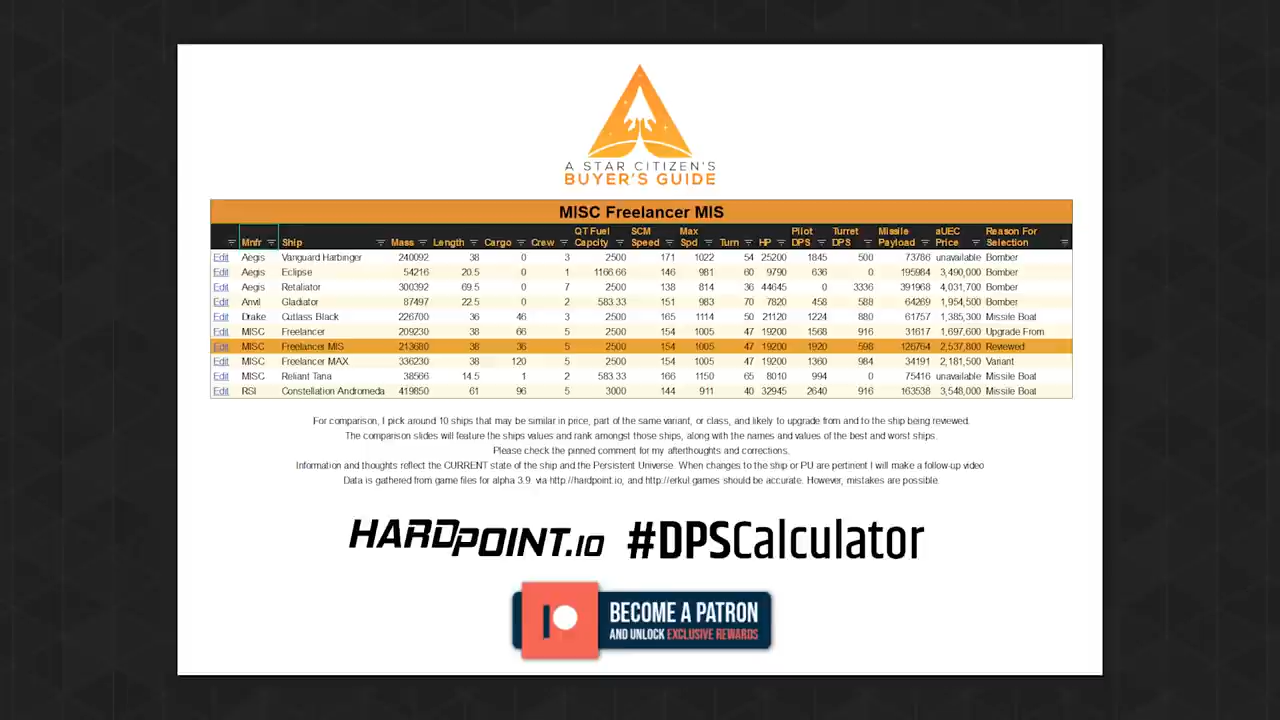 A STAR CITIZEN'S
BUYER'S GUIDE
MISC Freelancer MIS
Mnfr Ship Mass Length Cargo Crew QT Fuel Capcity SCM Speed Max Spd Turn HP Pilot DPS Turret DPS Missile Payload aUEC Price Reason For Selection
Edit Aegis Vanguard Harbinger 240092 38 0 3 2500 171 1022 54 25200 1845 500 73786 unavailable Bomber
Edit Aegis Eclipse 54216 20.5 0 1 1166.66 146 981 60 9790 636 0 195984 3,490,000 Bomber
Edit Aegis Retaliator 300392 69.5 0 7 2500 138 814 36 44645 0 3336 391968 4,031,700 Bomber
Edit Anvil Gladiator 87497 22.5 0 2 583.33 151 983 70 7820 458 588 64269 1,954,500 Bomber
Edit Drake Cutlass Black 226700 36 46 3 2500 165 1114 50 21120 1224 880 61757 1,385,300 Missile Boat
Edit MISC Freelancer 209230 38 66 5 2500 154 1005 47 19200 1568 916 31617 1,697,600 Upgrade From
Edit MISC Freelancer MIS 213680 38 36 5 2500 154 1005 47 19200 1920 598 126764 2,537,800 Reviewed
Edit MISC Freelancer MAX 336230 38 120 5 2500 154 1005 47 19200 1360 984 34191 2,181,500 Variant
Edit MISC Reliant Tana 38566 14.5 1 2 583.33 166 1150 65 8010 994 0 75416 unavailable Missile Boat
Edit RSI Constellation Andromeda 419850 61 96 5 3000 144 911 40 32945 2640 916 163538 3,548,000 Missile Boat
For comparison, I pick around 10 ships that may be similar in price, part of the same variant, or class, and likely to upgrade from and to the ship being reviewed.
The comparison slides will feature the ships values and rank amongst those ships, along with the names and values of the best and worst ships.
Please check the pinned comment for my afterthoughts and corrections.
Information and thoughts reflect the CURRENT state of the ship and the Persistent Universe. When changes to the ship or PU are pertinent I will make a follow-up video
Data is gathered from game files for alpha 3.9. via http://hardpoint.io, and http://erkul.games should be accurate. However, mistakes are possible.
HARDPOINT.IO #DPSCalculator
BECOME A PATRON
AND UNLOCK EXCLUSIVE REWARDS